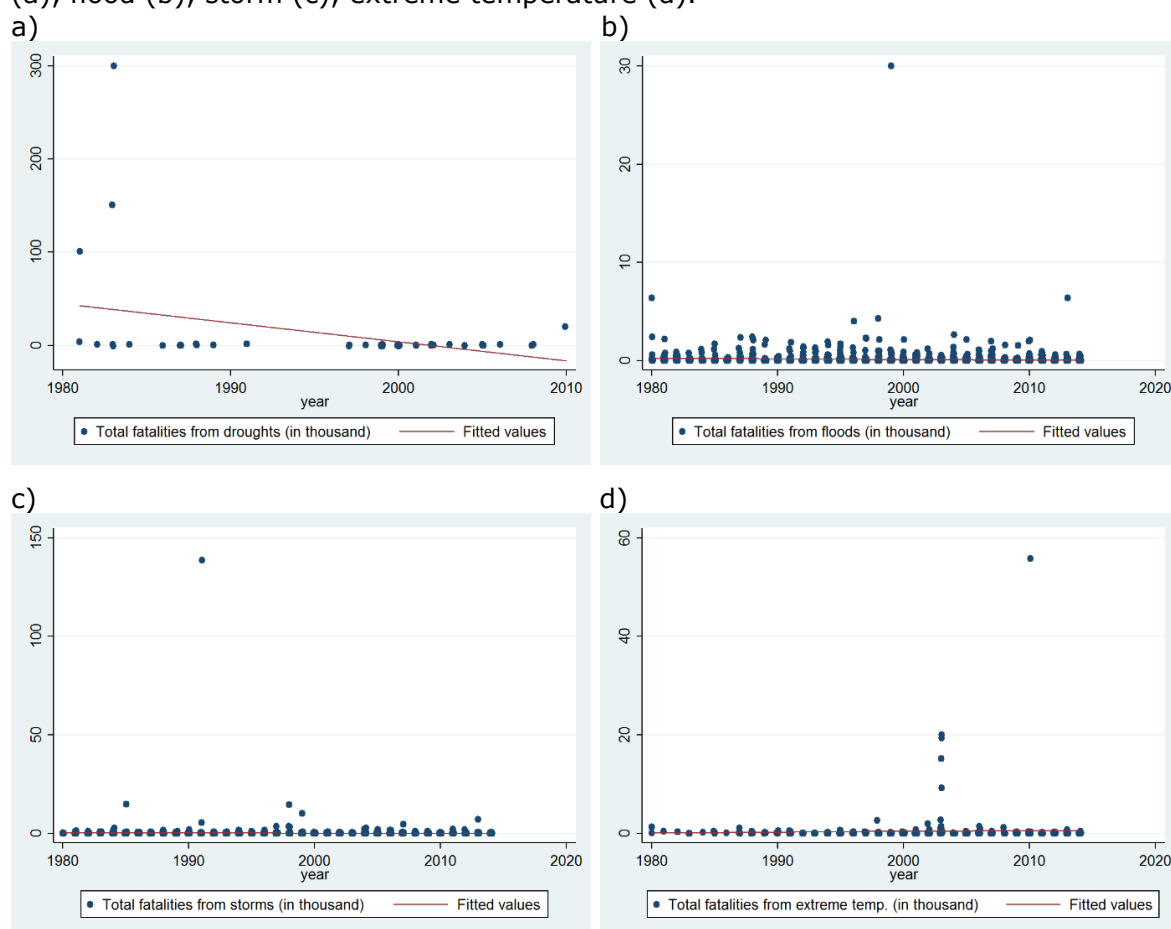 (a), flood (b), storm (c), extreme temperature (d).
a)
b)
300
200
100
0
1980
1990
2000
2010
year
Total fatalities from droughts (in thousand)
Fitted values
30
20
10
0
1980
1990
2000
2010
2020
year
Total fatalities from floods (in thousand)
Fitted values
c)
d)
150
100
50
0
1980
1990
2000
2010
2020
year
Total fatalities from storms (in thousand)
Fitted values
60
40
20
0
1980
1990
2000
2010
2020
year
Total fatalities from extreme temp. (in thousand)
Fitted values